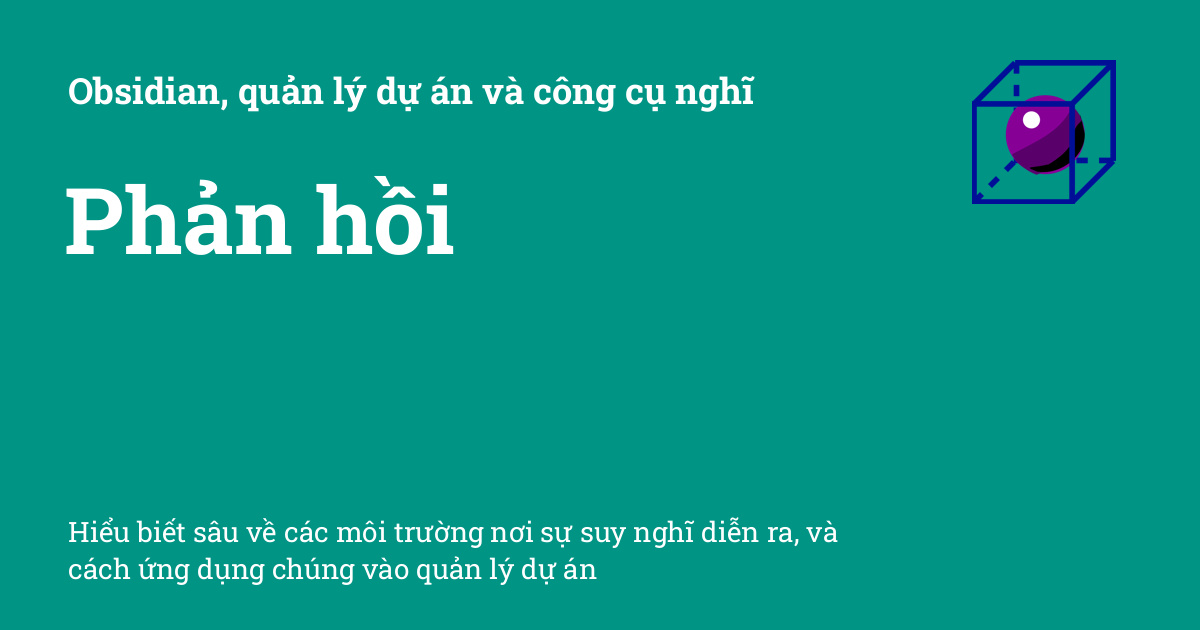 Obsidian, quản lý dự án và công cụ nghĩ
Phản hồi
Hiểu biết sâu về các môi trường nơi sự suy nghĩ diễn ra, và
cách ứng dụng chúng vào quản lý dự án